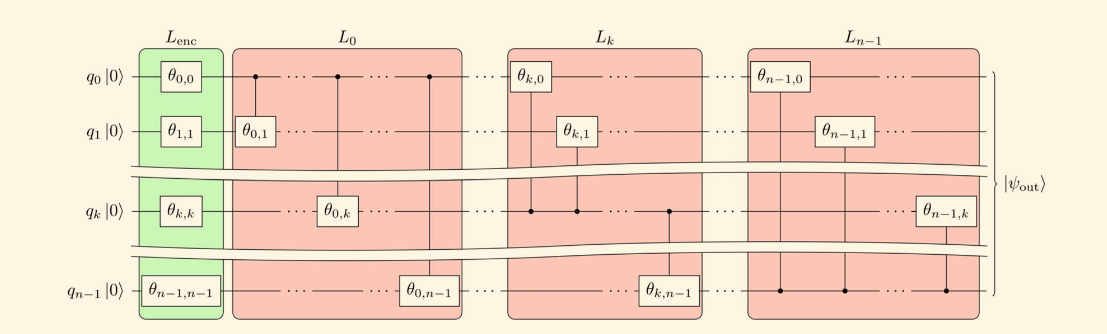 L_enc L_0 L_k L_{n−1}
q_0 |0⟩ θ_{0,0} ··· ··· ··· θ_{k,0} ··· ··· θ_{n−1,0} ···
q_1 |0⟩ θ_{1,1} θ_{0,1} ··· ··· ··· θ_{k,1} ··· ··· θ_{n−1,1} ···
|ψ_out⟩
q_k |0⟩ θ_{k,k} ··· θ_{0,k} ··· ··· ··· ··· ··· θ_{n−1,k}
q_{n−1} |0⟩ θ_{n−1,n−1} ··· ··· θ_{0,n−1} ··· ··· θ_{k,n−1} ··· ···